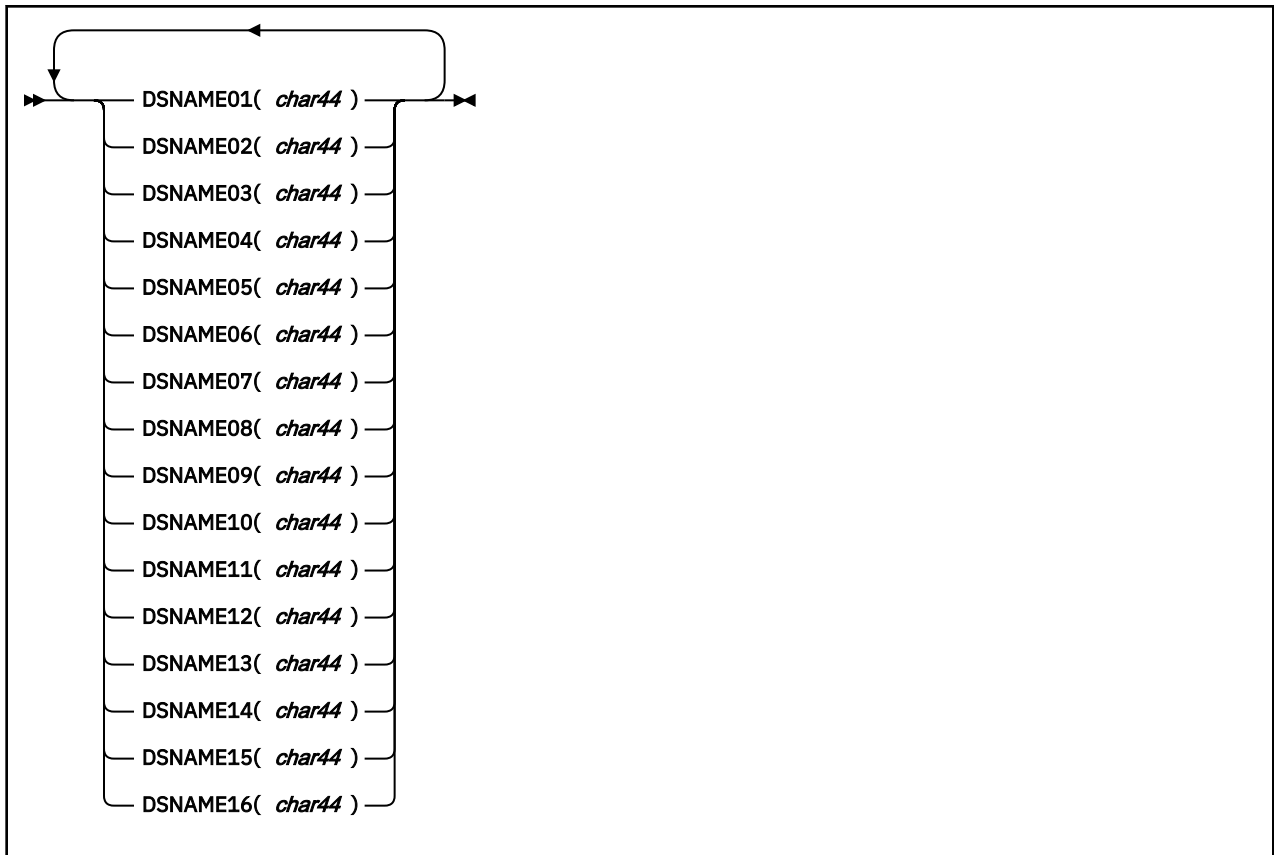 DSNAME01( char44 )
DSNAME02( char44 )
DSNAME03( char44 )
DSNAME04( char44 )
DSNAME05( char44 )
DSNAME06( char44 )
DSNAME07( char44 )
DSNAME08( char44 )
DSNAME09( char44 )
DSNAME10( char44 )
DSNAME11( char44 )
DSNAME12( char44 )
DSNAME13( char44 )
DSNAME14( char44 )
DSNAME15( char44 )
DSNAME16( char44 )